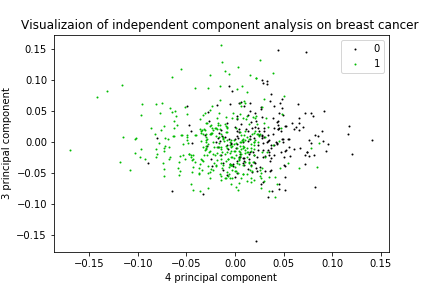 Visualizaion of independent component analysis on breast cancer
0
1
0.15
0.10
0.05
0.00
−0.05
−0.10
−0.15
3 principal component
−0.15 −0.10 −0.05 0.00 0.05 0.10 0.15
4 principal component